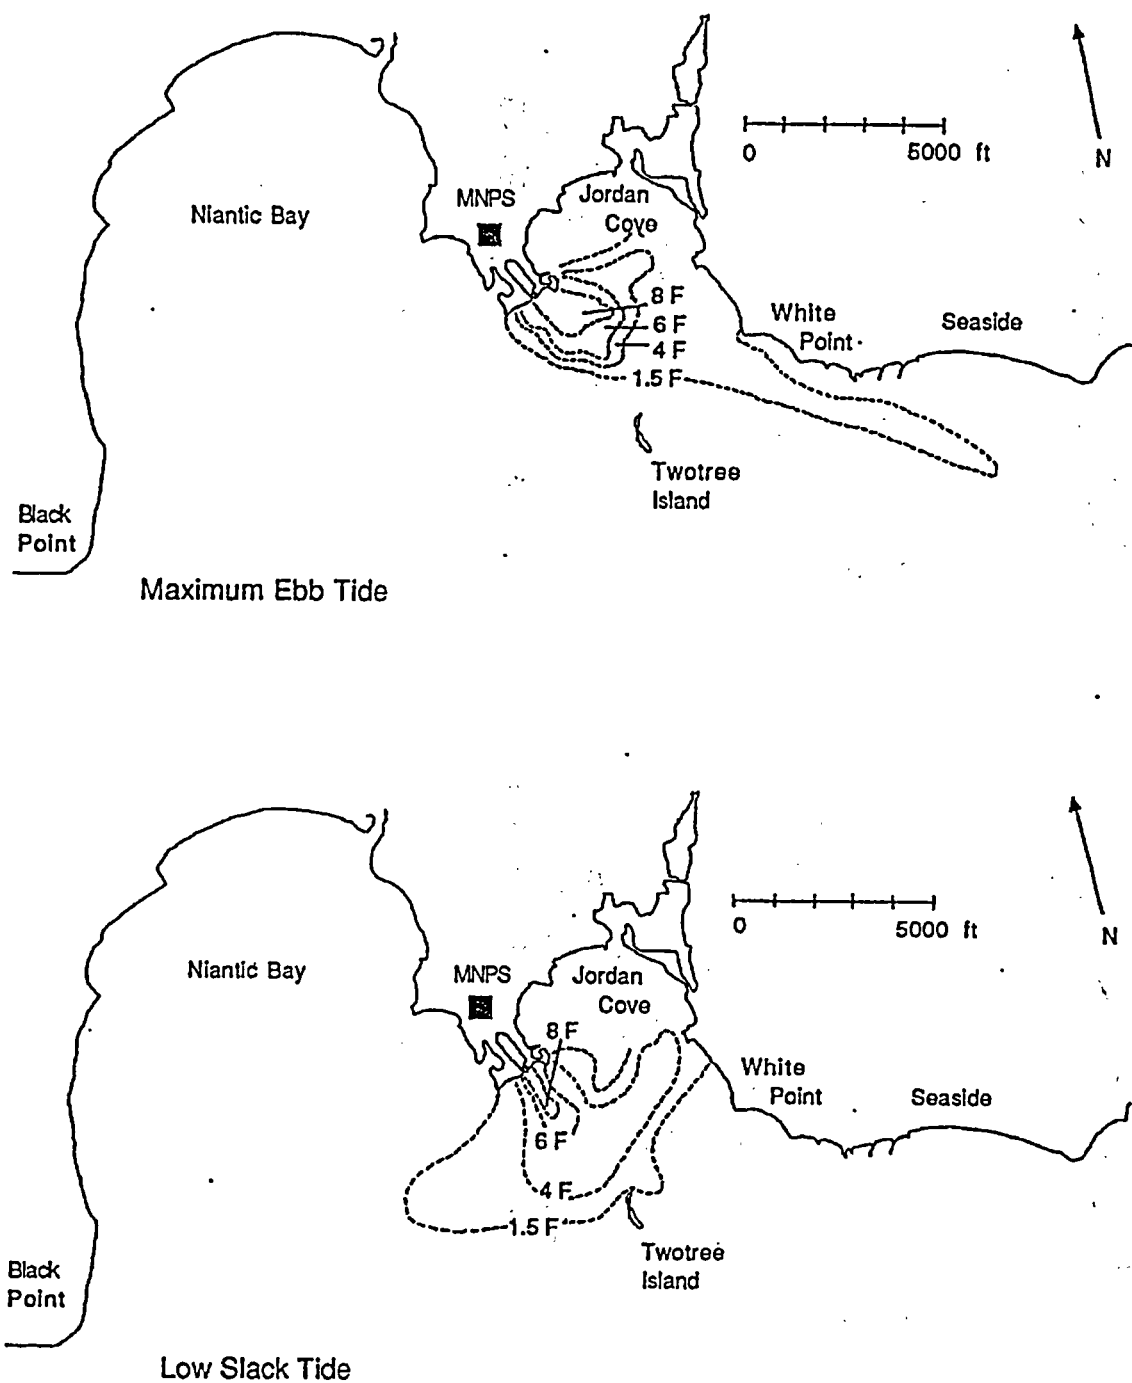 N
0 5000 ft
Niantic Bay
MNPS
Jordan
Cove
8 F
6 F
4 F
1.5 F
White
Point
Seaside
Twotree
Island
Black
Point
Maximum Ebb Tide
N
0 5000 ft
Niantic Bay
MNPS
Jordan
Cove
8 F
6 F
4 F
1.5 F
White
Point
Seaside
Twotree
Island
Black
Point
Low Slack Tide